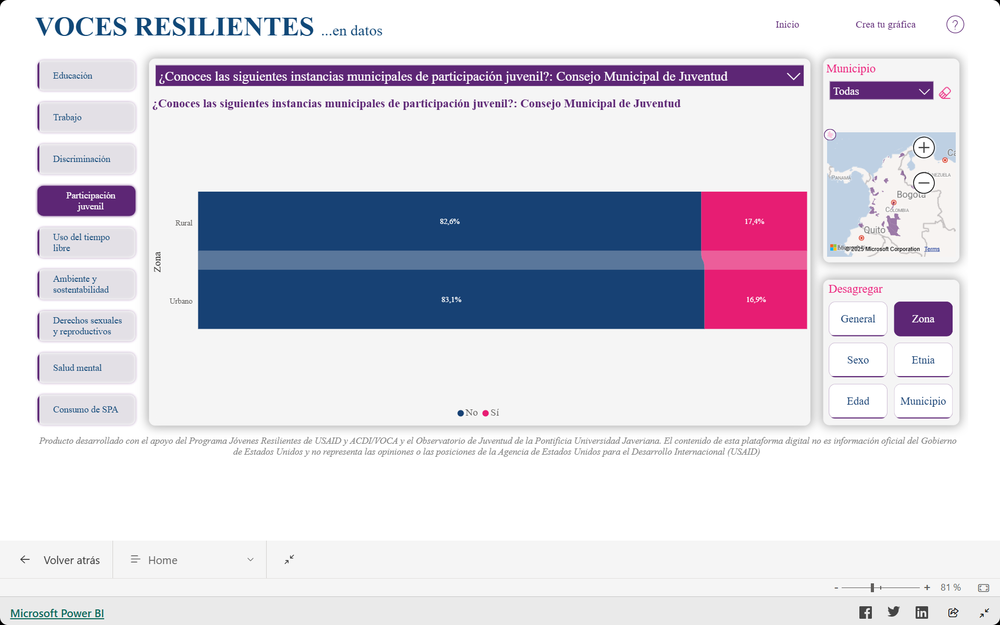 VOCES RESILIENTES ...en datos
Inicio
Crea tu gráfica
?
Educación
Trabajo
Discriminación
Participación
juvenil
Uso del tiempo
libre
Ambiente y
sostentabilidad
Derechos sexuales
y reproductivos
Salud mental
Consumo de SPA
¿Conoces las siguientes instancias municipales de participación juvenil?: Consejo Municipal de Juventud
¿Conoces las siguientes instancias municipales de participación juvenil?: Consejo Municipal de Juventud
Zona
Rural
82,6%
17,4%
Urbano
83,1%
16,9%
No Sí
Municipio
Todas
PANAMÁ
NEZUELA
Bogotá
COLOMBIA
Quito
© 2025 Microsoft Corporation Terms
Desagregar
General
Zona
Sexo
Etnia
Edad
Municipio
Producto desarrollado con el apoyo del Programa Jóvenes Resilientes de USAID y ACDI/VOCA y el Observatorio de Juventud de la Pontificia Universidad Javeriana. El contenido de esta plataforma digital no es información oficial del Gobierno
de Estados Unidos y no representa las opiniones o las posiciones de la Agencia de Estados Unidos para el Desarrollo Internacional (USAID)
Volver atrás
Home
- + 81 %
Microsoft Power BI